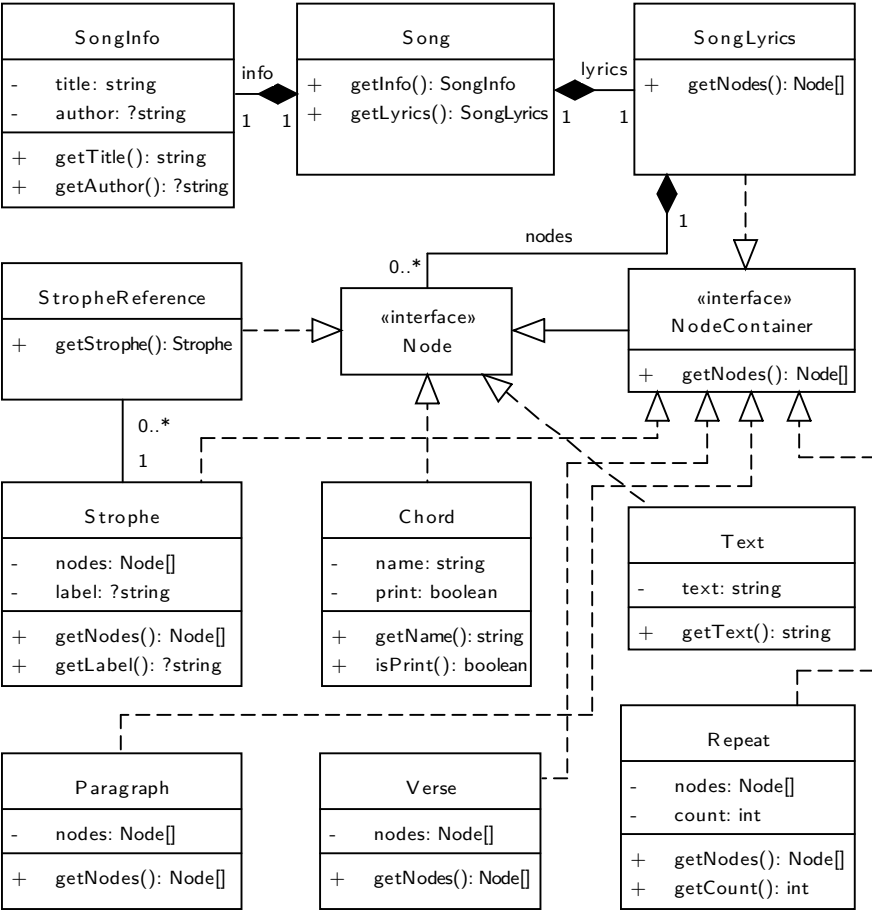 SongInfo
- title: string
- author: ?string
+ getTitle(): string
+ getAuthor(): ?string
info
1
1
Song
+ getInfo(): SongInfo
+ getLyrics(): SongLyrics
lyrics
1
1
SongLyrics
+ getNodes(): Node[]
1
nodes
0..*
StropheReference
+ getStrophe(): Strophe
«interface»
Node
«interface»
NodeContainer
+ getNodes(): Node[]
0..*
1
Strophe
- nodes: Node[]
- label: ?string
+ getNodes(): Node[]
+ getLabel(): ?string
Chord
- name: string
- print: boolean
+ getName(): string
+ isPrint(): boolean
Text
- text: string
+ getText(): string
Paragraph
- nodes: Node[]
+ getNodes(): Node[]
Verse
- nodes: Node[]
+ getNodes(): Node[]
Repeat
- nodes: Node[]
- count: int
+ getNodes(): Node[]
+ getCount(): int